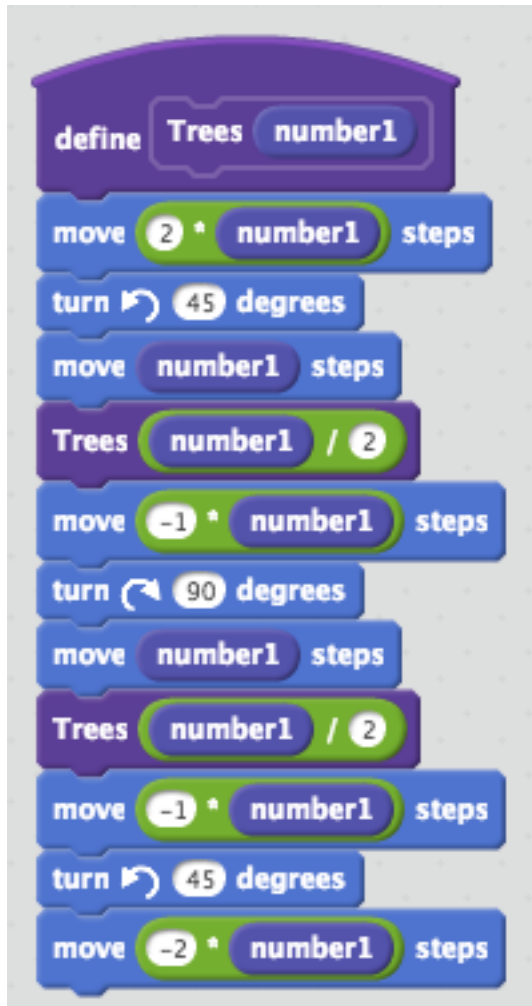 define Trees number1
move 2 * number1 steps
turn 45 degrees
move number1 steps
Trees number1 / 2
move -1 * number1 steps
turn 90 degrees
move number1 steps
Trees number1 / 2
move -1 * number1 steps
turn 45 degrees
move -2 * number1 steps